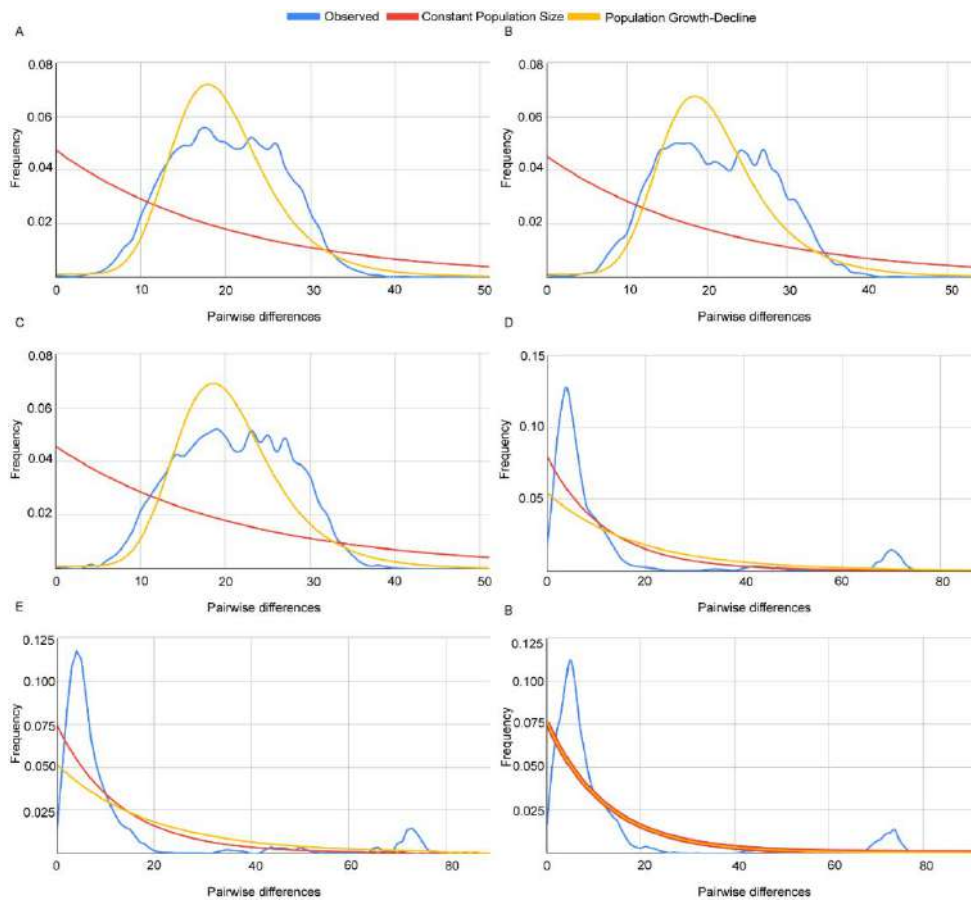 Observed Constant Population Size Population Growth-Decline
A
0.08
0.06
0.04
0.02
Frequency
0 10 20 30 40 50
Pairwise differences
B
0.08
0.06
0.04
0.02
Frequency
0 10 20 30 40 50
Pairwise differences
C
0.08
0.06
0.04
0.02
Frequency
0 10 20 30 40 50
Pairwise differences
D
0.15
0.10
0.05
Frequency
0 20 40 60 80
Pairwise differences
E
0.125
0.100
0.075
0.050
0.025
Frequency
0 20 40 60 80
Pairwise differences
B
0.125
0.100
0.075
0.050
0.025
Frequency
0 20 40 60 80
Pairwise differences